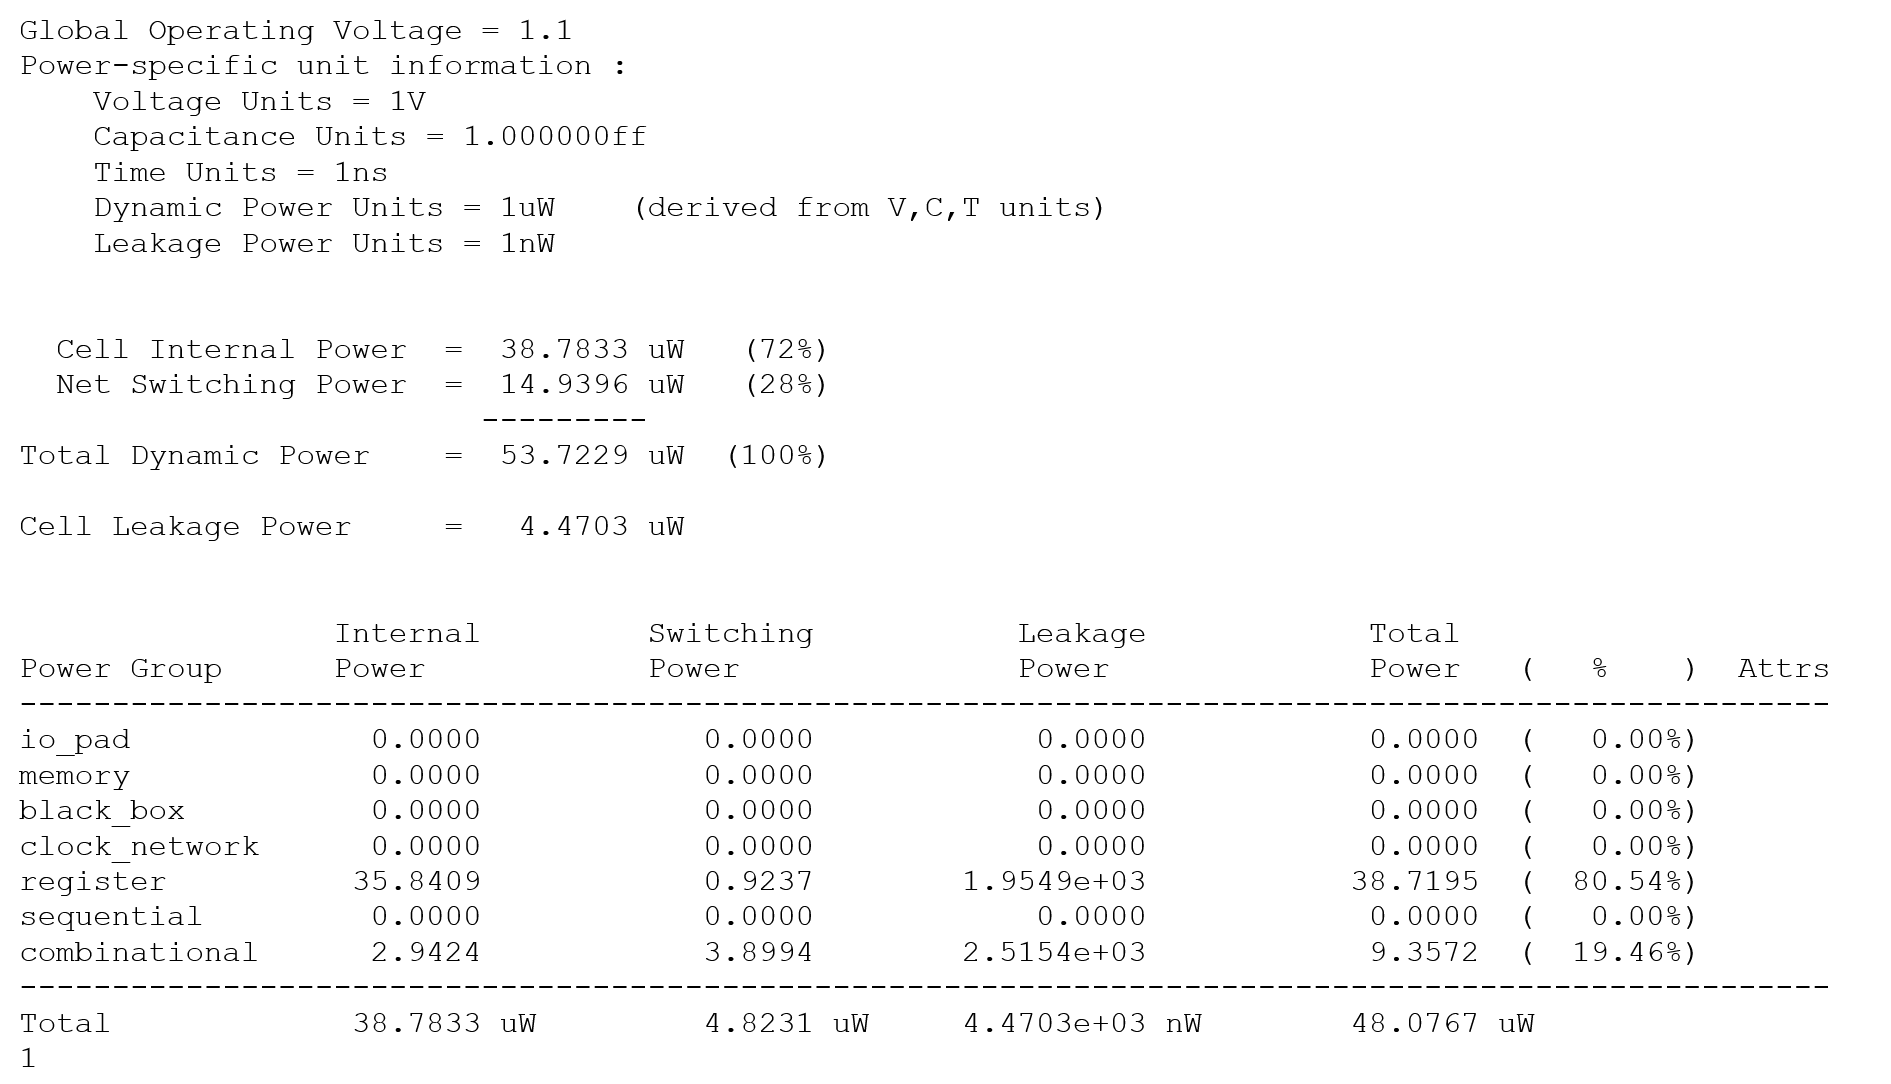 Global Operating Voltage = 1.1
Power-specific unit information :
    Voltage Units = 1V
    Capacitance Units = 1.000000ff
    Time Units = 1ns
    Dynamic Power Units = 1uW    (derived from V,C,T units)
    Leakage Power Units = 1nW


  Cell Internal Power  =  38.7833 uW   (72%)
  Net Switching Power  =  14.9396 uW   (28%)
                         ---------
Total Dynamic Power    =  53.7229 uW  (100%)

Cell Leakage Power     =   4.4703 uW


                 Internal         Switching           Leakage            Total
Power Group      Power            Power               Power              Power   (   %    )  Attrs
--------------------------------------------------------------------------------------------------
io_pad             0.0000            0.0000            0.0000            0.0000  (   0.00%)
memory             0.0000            0.0000            0.0000            0.0000  (   0.00%)
black_box          0.0000            0.0000            0.0000            0.0000  (   0.00%)
clock_network      0.0000            0.0000            0.0000            0.0000  (   0.00%)
register          35.8409            0.9237        1.9549e+03           38.7195  (  80.54%)
sequential         0.0000            0.0000            0.0000            0.0000  (   0.00%)
combinational      2.9424            3.8994        2.5154e+03            9.3572  (  19.46%)
--------------------------------------------------------------------------------------------------
Total             38.7833 uW         4.8231 uW     4.4703e+03 nW        48.0767 uW
1